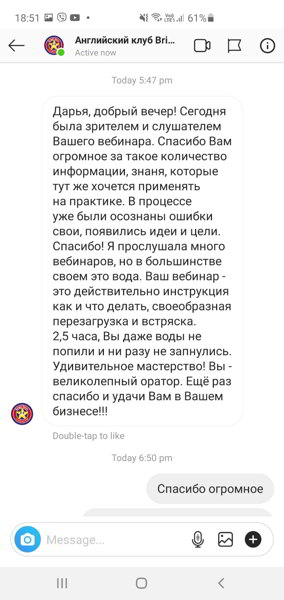 18:51
61%
Английский клуб Bri...
Active now
Today 5:47 pm
Дарья, добрый вечер! Сегодня
была зрителем и слушателем
Вашего вебинара. Спасибо Вам
огромное за такое количество
информации, знаня, которые
тут же хочется применять
на практике. В процессе
уже были осознаны ошибки
свои, появились идеи и цели.
Спасибо! Я прослушала много
вебинаров, но в большинстве
своем это вода. Ваш вебинар -
это действительно инструкция
как и что делать, своеобразная
перезагрузка и встряска.
2,5 часа, Вы даже воды не
попили и ни разу не запнулись.
Удивительное мастерство! Вы -
великолепный оратор. Ещё раз
спасибо и удачи Вам в Вашем
бизнесе!!!
Double-tap to like
Today 6:50 pm
Спасибо огромное
Message...